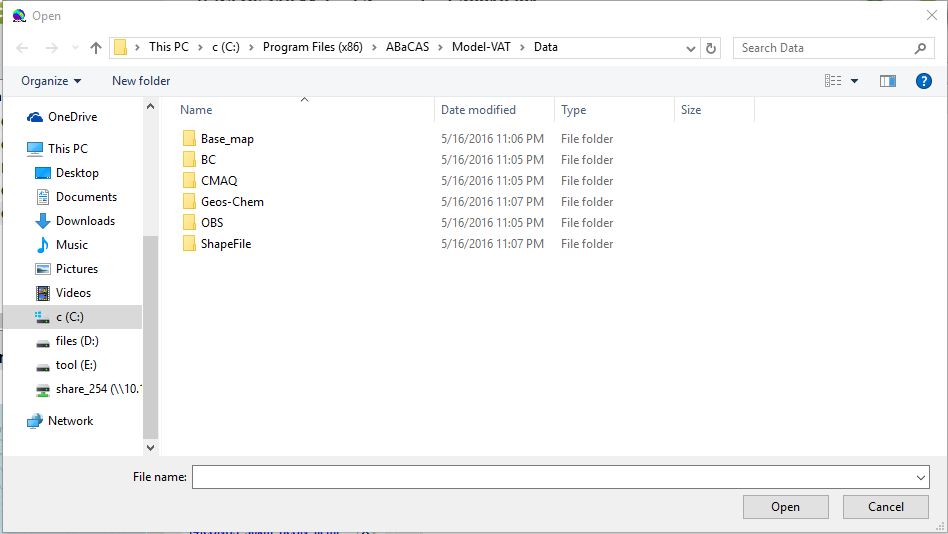 Open
This PC > c (C:) > Program Files (x86) > ABaCAS > Model-VAT > Data
Search Data
Organize
New folder
Name
Date modified
Type
Size
OneDrive
This PC
Desktop
Documents
Downloads
Music
Pictures
Videos
c (C:)
files (D:)
tool (E:)
share_254 (\\10.1
Network
Base_map 5/16/2016 11:06 PM File folder
BC 5/16/2016 11:05 PM File folder
CMAQ 5/16/2016 11:05 PM File folder
Geos-Chem 5/16/2016 11:07 PM File folder
OBS 5/16/2016 11:05 PM File folder
ShapeFile 5/16/2016 11:07 PM File folder
File name:
Open
Cancel